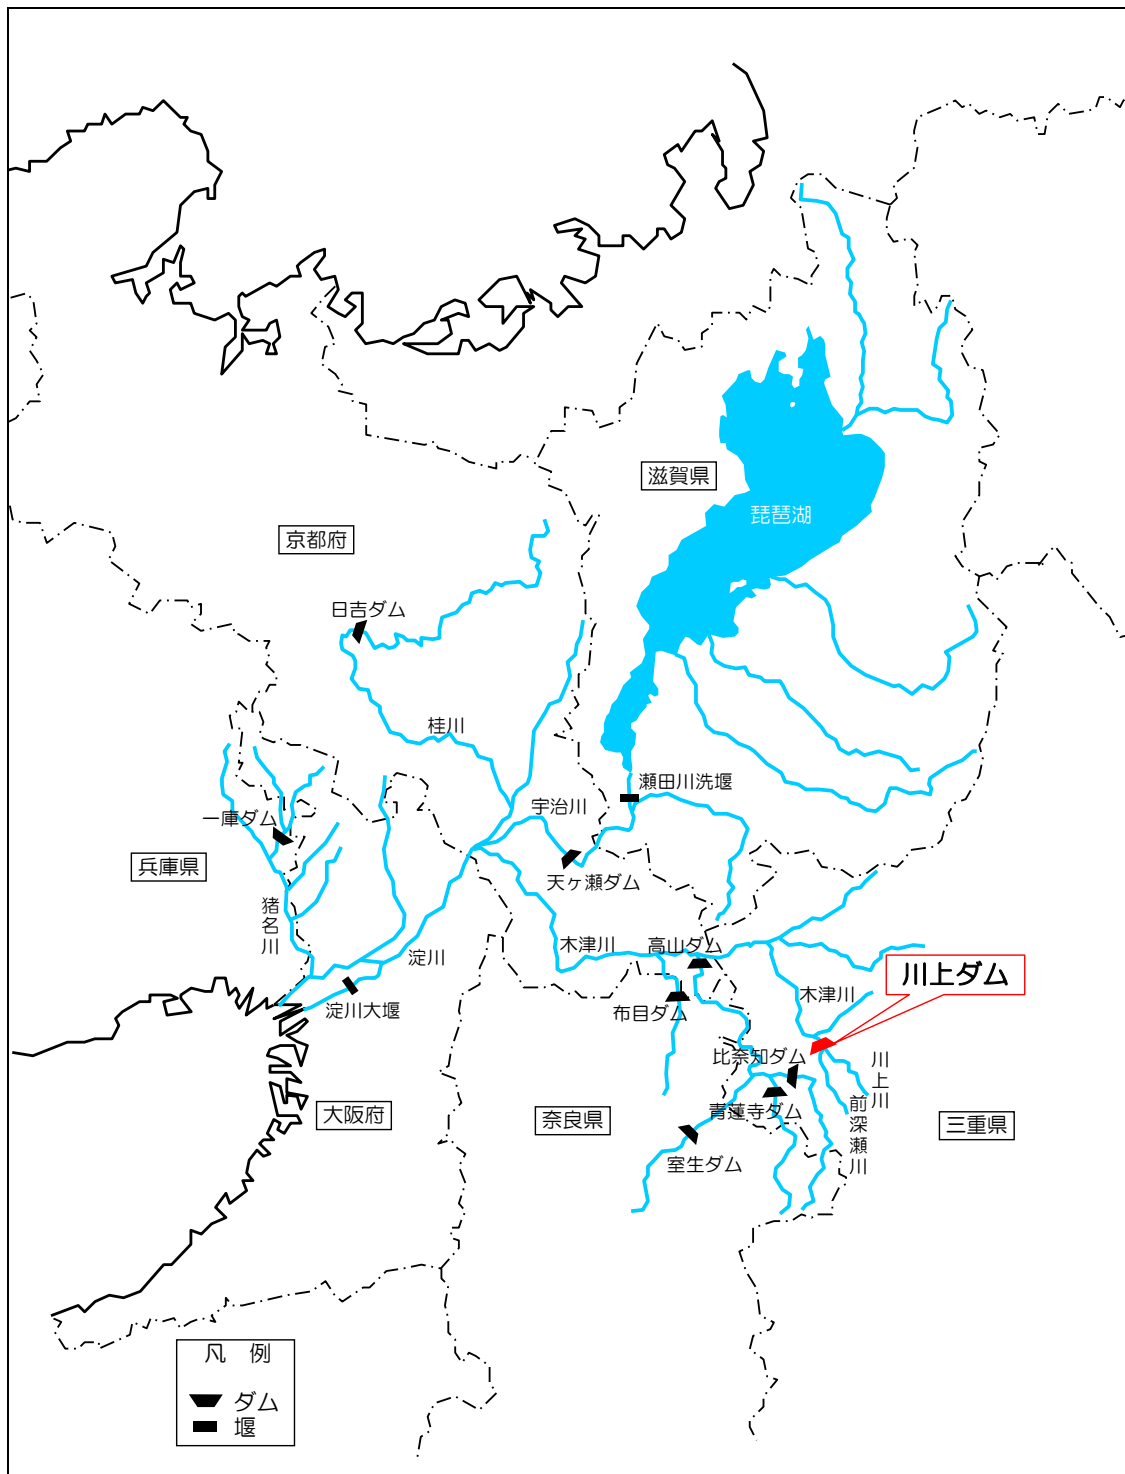 滋賀県
琵琶湖
京都府
日吉ダム
桂川
瀬田川洗堰
宇治川
一庫ダム
兵庫県
天ヶ瀬ダム
猪名川
木津川
高山ダム
淀川
川上ダム
木津川
淀川大堰
布目ダム
比奈知ダム
川上川
大阪府
奈良県
青蓮寺ダム
前深瀬川
三重県
室生ダム
凡 例
ダム
堰